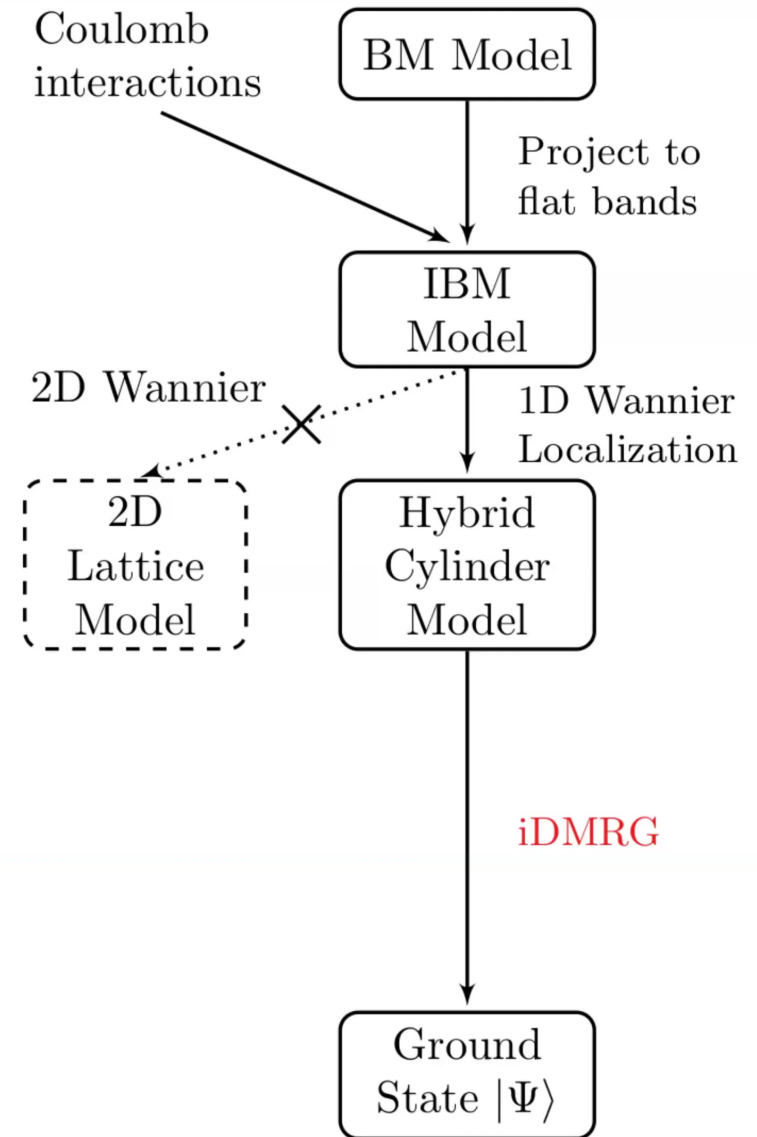 Coulomb
interactions
BM Model
Project to
flat bands
IBM
Model
2D Wannier
1D Wannier
Localization
2D
Lattice
Model
Hybrid
Cylinder
Model
iDMRG
Ground
State |Ψ⟩